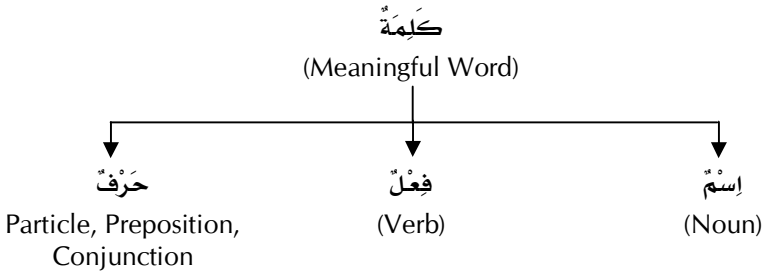 كَلِمَةٌ
(Meaningful Word)
حَرْفٌ
فِعْلٌ
اِسْمٌ
Particle, Preposition,
Conjunction
(Verb)
(Noun)